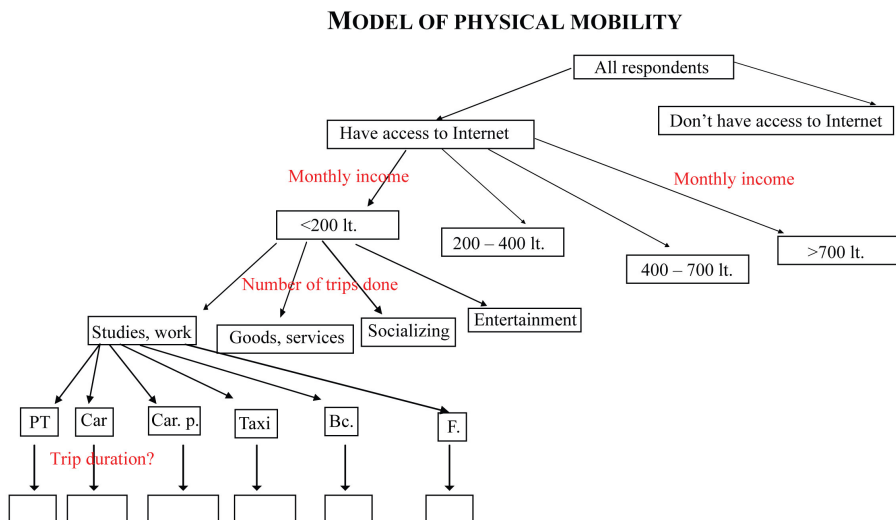 MODEL OF PHYSICAL MOBILITY
All respondents
Don't have access to Internet
Have access to Internet
Monthly income
Monthly income
<200 lt.
200 – 400 lt.
400 – 700 lt.
>700 lt.
Number of trips done
Studies, work
Goods, services
Socializing
Entertainment
PT
Car
Car. p.
Taxi
Bc.
F.
Trip duration?